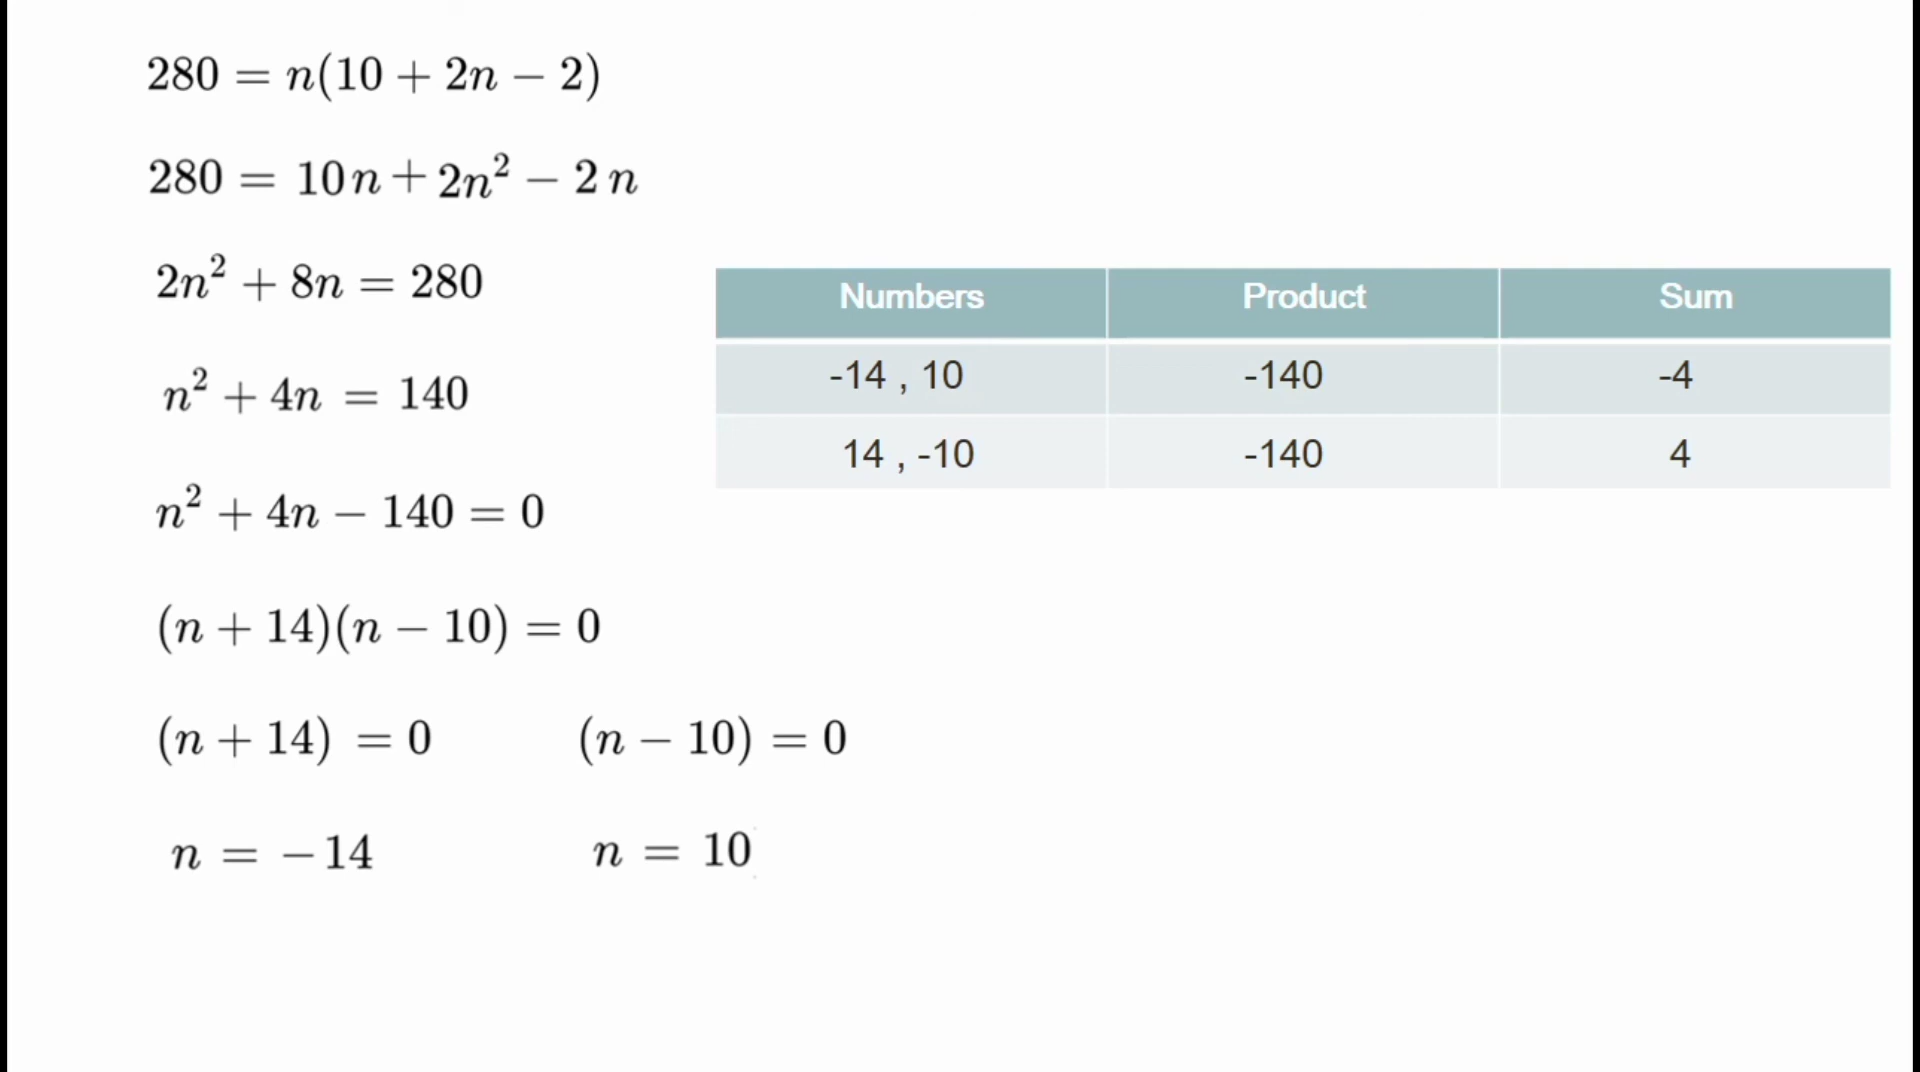 280 = n(10 + 2n − 2)
280 = 10n + 2n² − 2n
2n² + 8n = 280
n² + 4n = 140
n² + 4n − 140 = 0
(n + 14)(n − 10) = 0
(n + 14) = 0 (n − 10) = 0
n = −14 n = 10
Numbers Product Sum
-14 , 10 -140 -4
14 , -10 -140 4